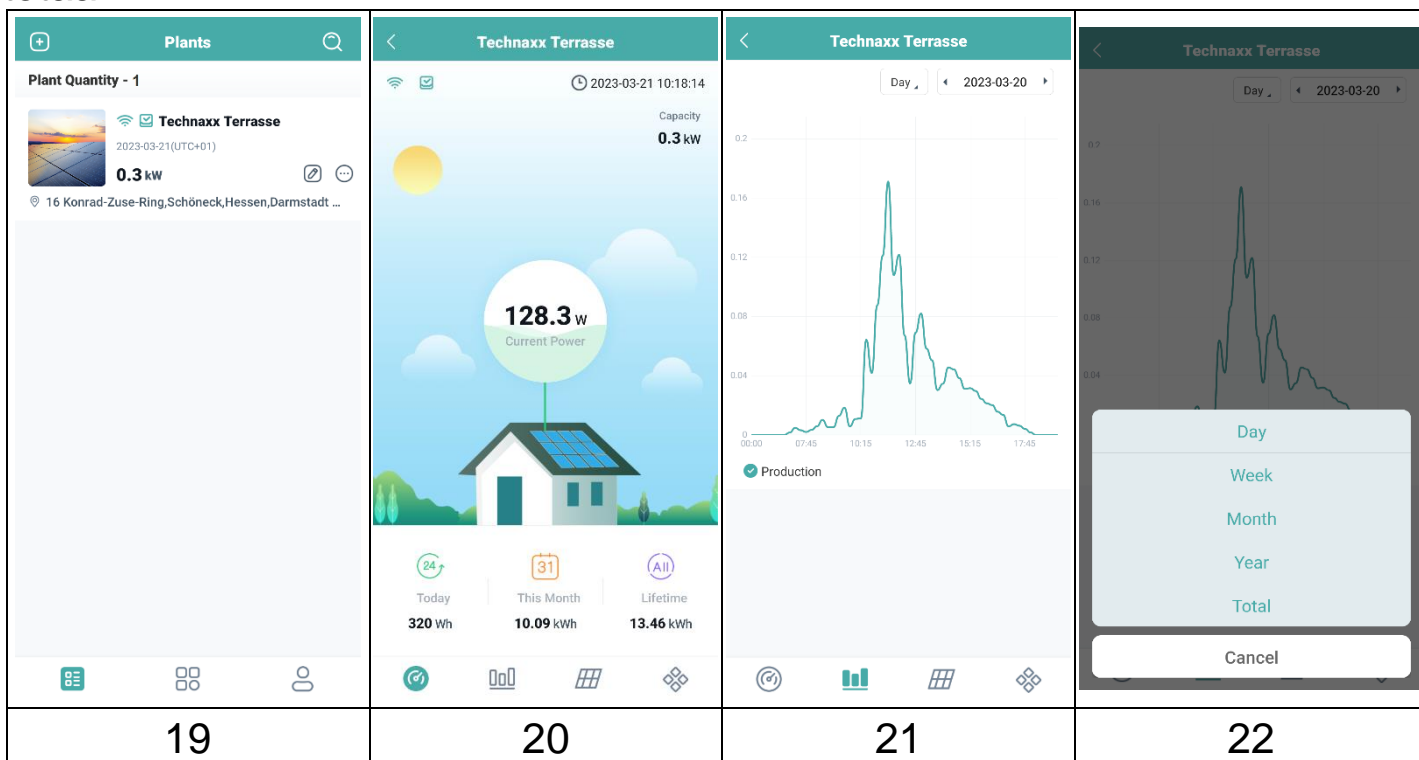 Plants
Plant Quantity - 1
Technaxx Terrasse
2023-03-21(UTC+01)
0.3 kW
16 Konrad-Zuse-Ring,Schöneck,Hessen,Darmstadt ...
19
Technaxx Terrasse
2023-03-21 10:18:14
Capacity
0.3 kW
128.3 W
Current Power
24 31 All
Today This Month Lifetime
320 Wh 10.09 kWh 13.46 kWh
20
Technaxx Terrasse
Day 2023-03-20
0.2
0.16
0.12
0.08
0.04
0
00:00 07:45 10:15 12:45 15:15 17:45
Production
21
Technaxx Terrasse
Day 2023-03-20
0.2
0.16
0.12
0.08
0.04
Day
Week
Month
Year
Total
Cancel
22